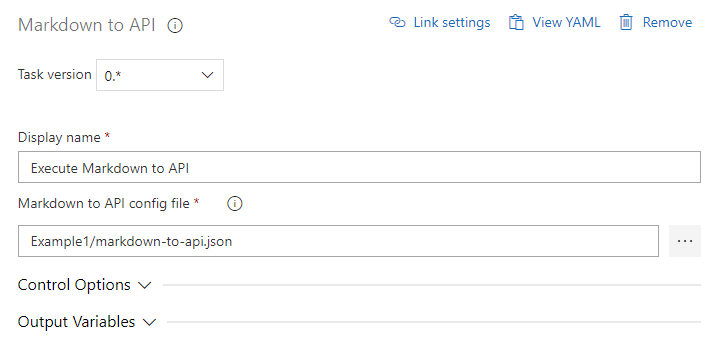 Markdown to API
Link settings View YAML Remove
Task version 0.*
Display name *
Execute Markdown to API
Markdown to API config file *
Example1/markdown-to-api.json
...
Control Options
Output Variables